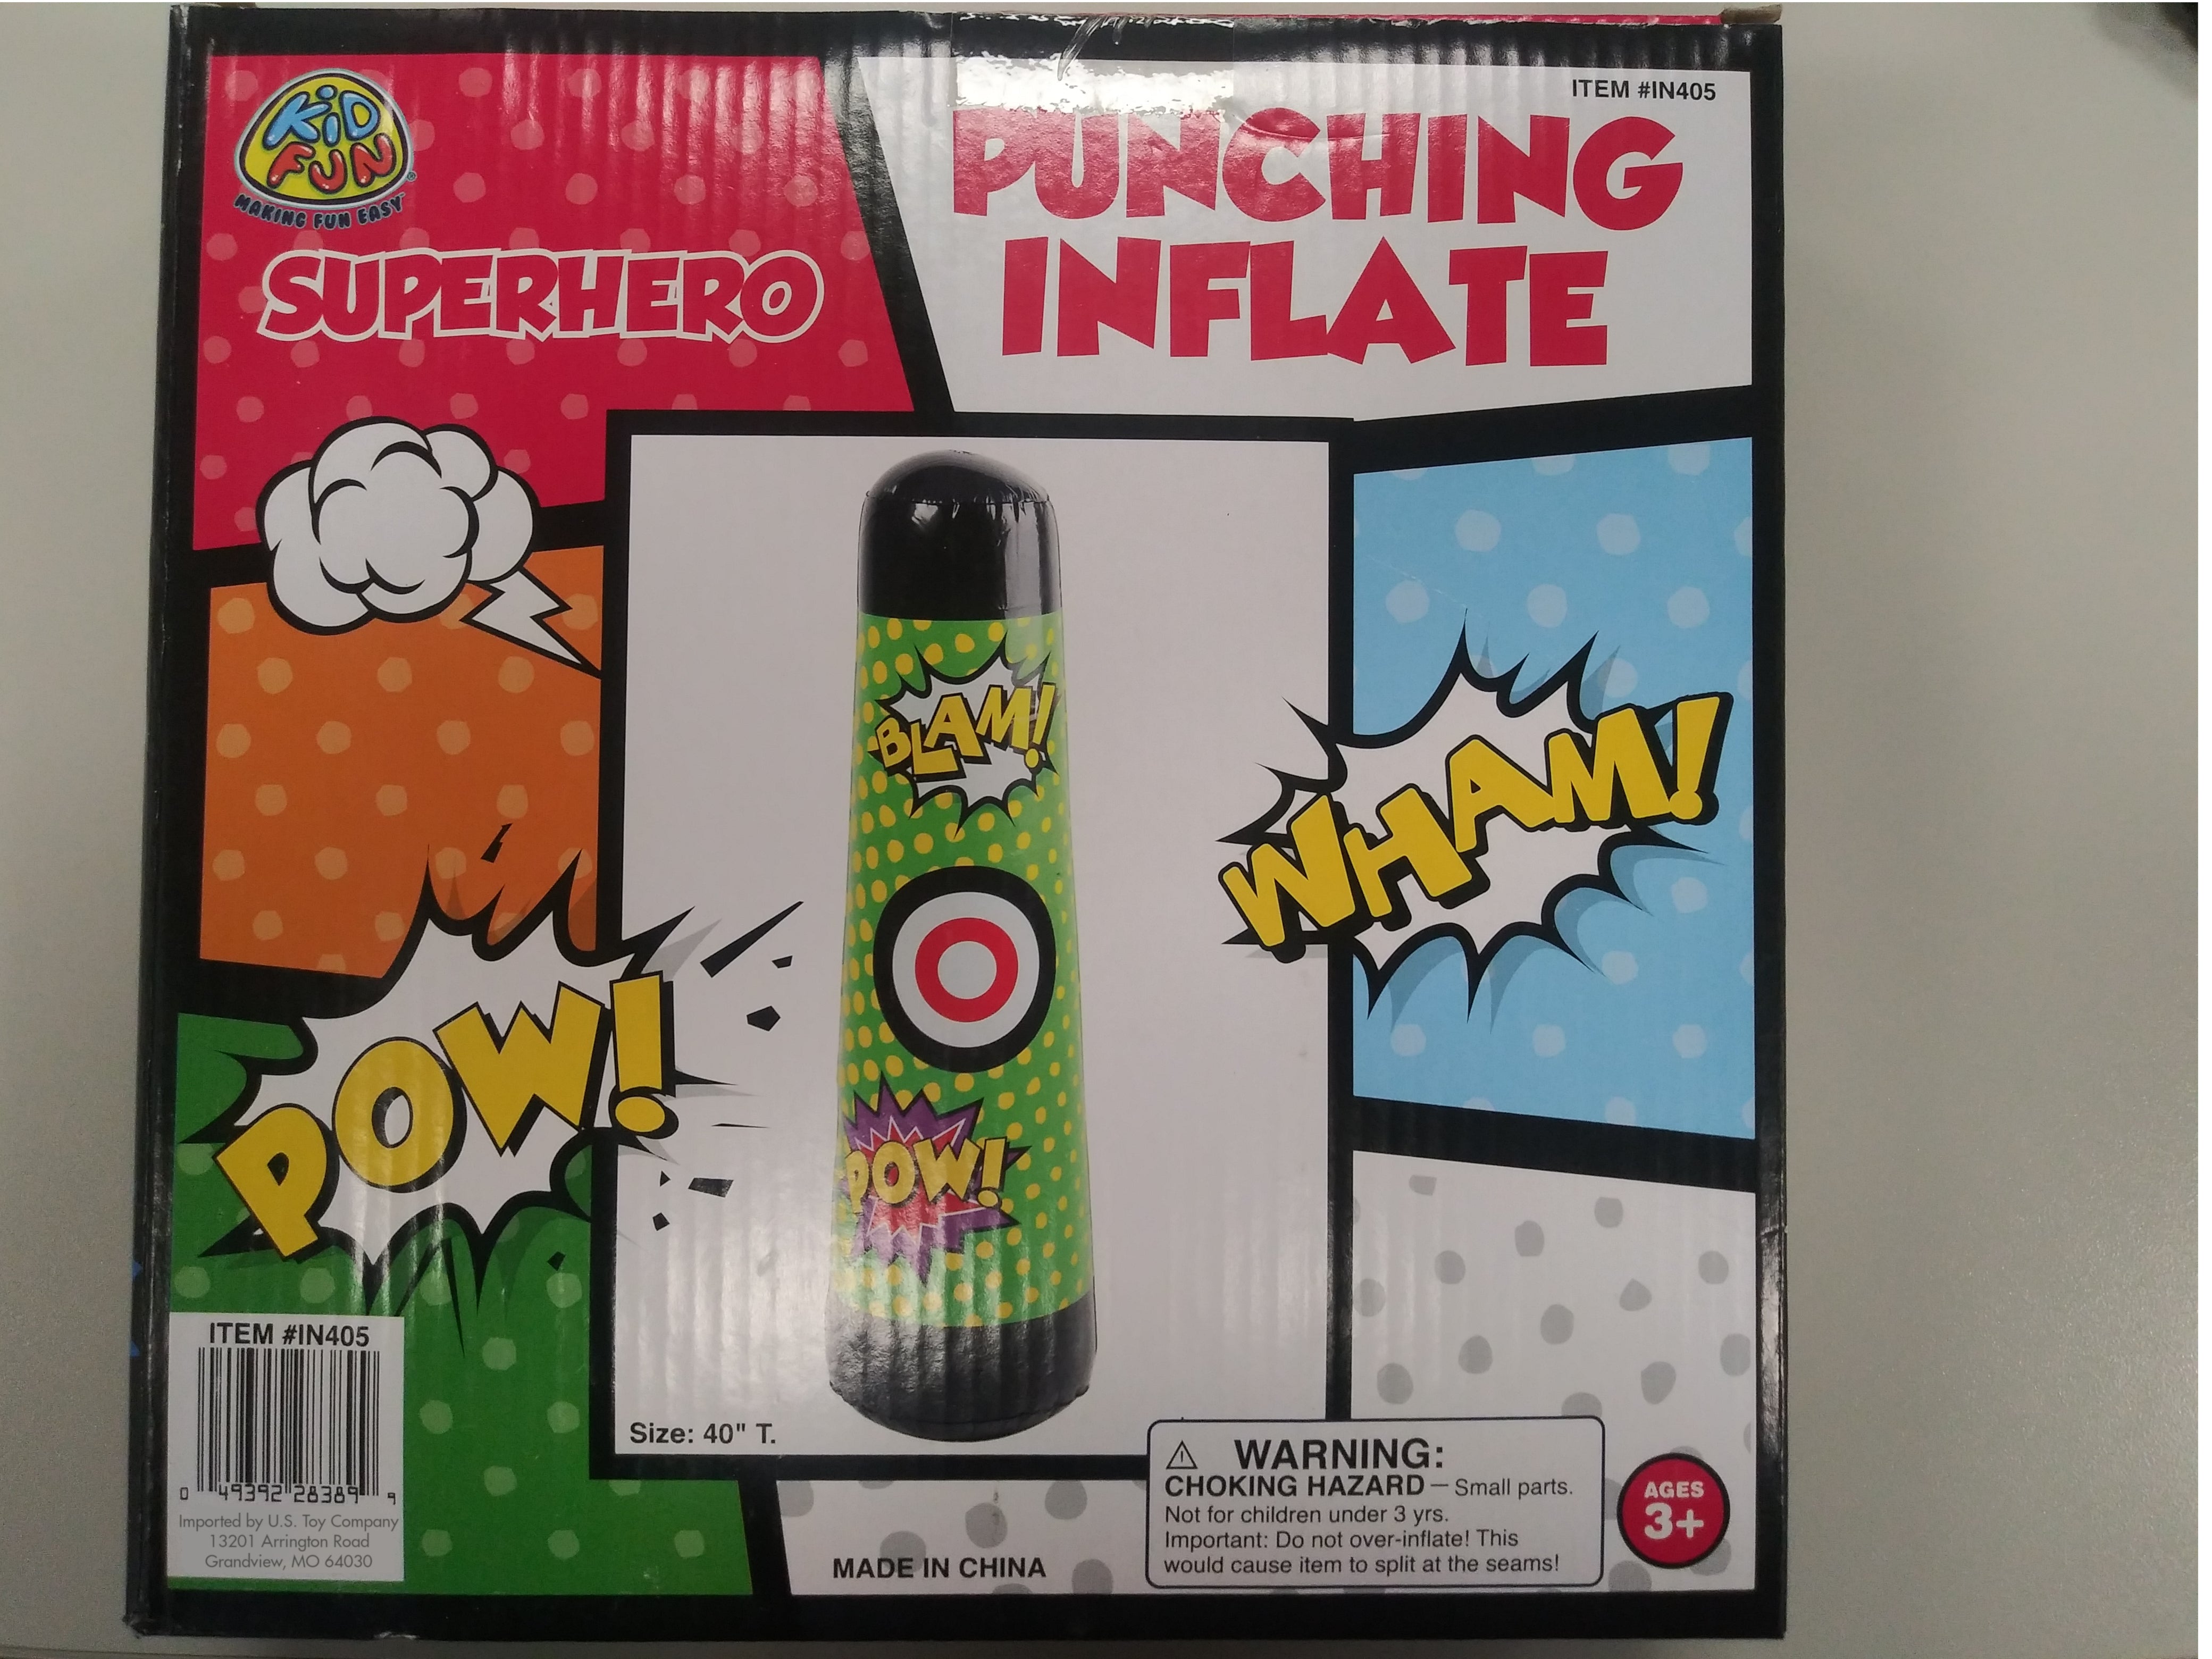 KiD
FUN
MAKING FUN EASY
SUPERHERO
ITEM #IN405
PUNCHING
INFLATE
BLAM!
WHAM!
POW!
POW!
ITEM #IN405
0 49392 28389 9
Imported by U.S. Toy Company
13201 Arrington Road
Grandview, MO 64030
Size: 40" T.
MADE IN CHINA
⚠ WARNING:
CHOKING HAZARD — Small parts.
Not for children under 3 yrs.
Important: Do not over-inflate! This
would cause item to split at the seams!
AGES
3+